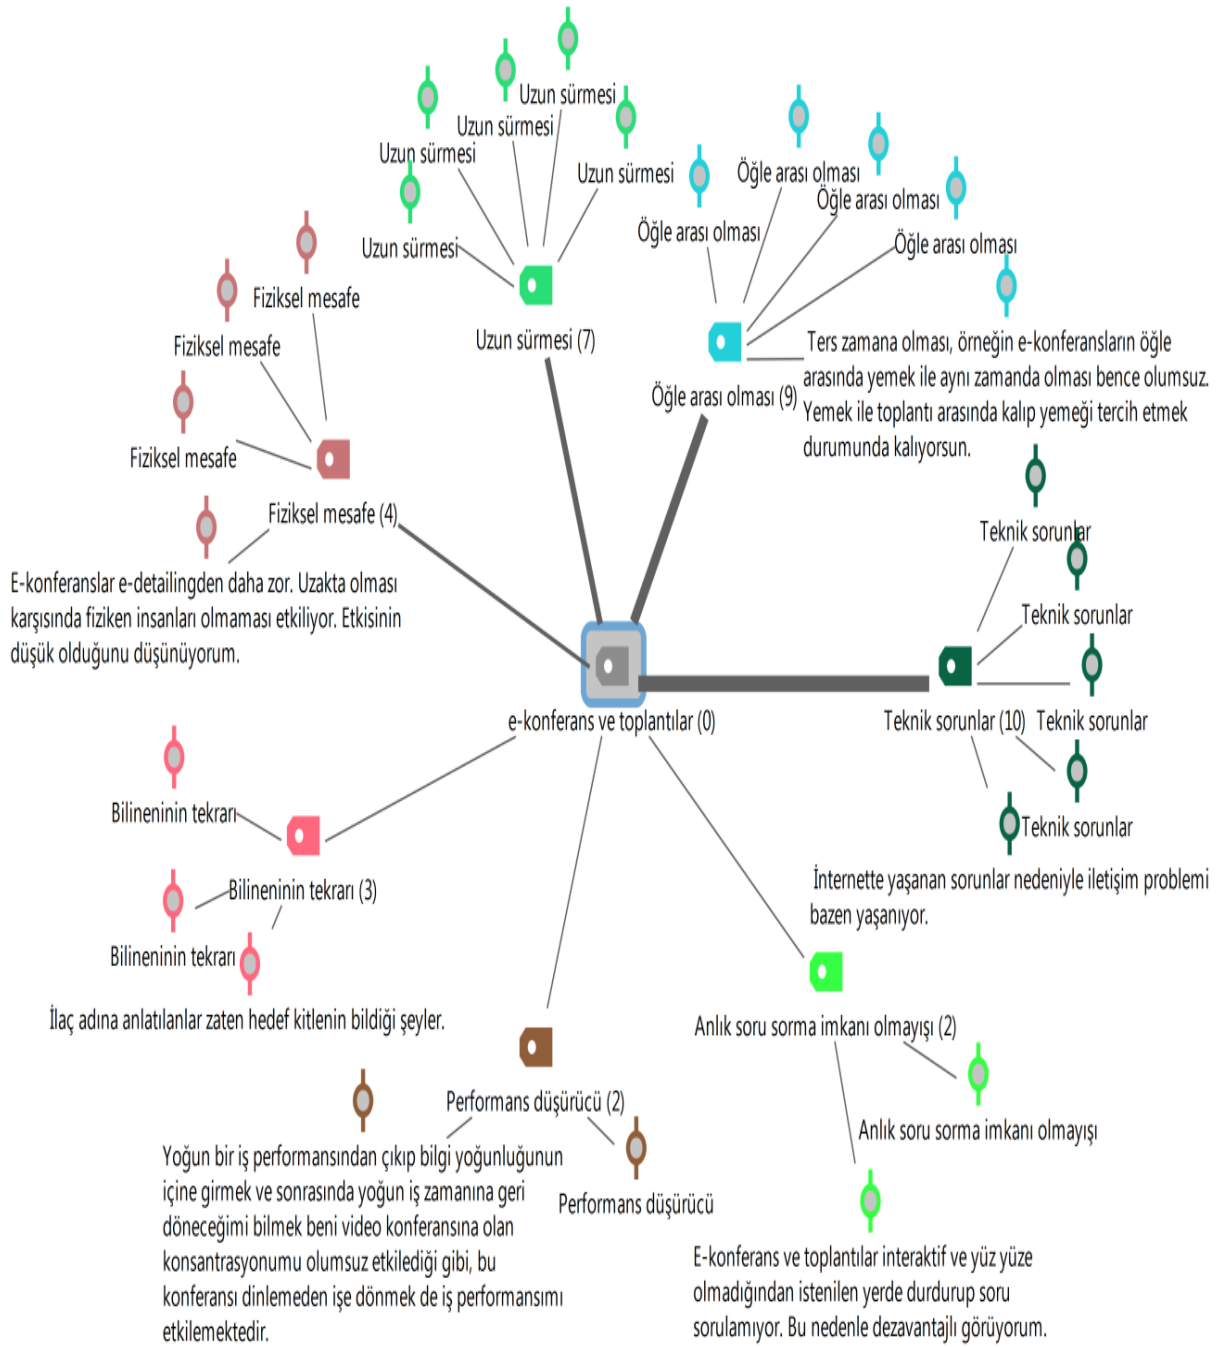 Uzun sürmesi
Uzun sürmesi
Uzun sürmesi
Uzun sürmesi
Uzun sürmesi
Uzun sürmesi (7)
Öğle arası olması
Öğle arası olması
Öğle arası olması
Öğle arası olması
Öğle arası olması (9)
Ters zamana olması, örneğin e-konferansların öğle
arasında yemek ile aynı zamanda olması bence olumsuz.
Yemek ile toplantı arasında kalıp yemeği tercih etmek
durumunda kalıyorsun.
Fiziksel mesafe
Fiziksel mesafe
Fiziksel mesafe
Fiziksel mesafe (4)
E-konferanslar e-detailingden daha zor. Uzakta olması
karşısında fiziken insanları olmaması etkiliyor. Etkisinin
düşük olduğunu düşünüyorum.
Teknik sorunlar
Teknik sorunlar
Teknik sorunlar (10)
Teknik sorunlar
Teknik sorunlar
İnternette yaşanan sorunlar nedeniyle iletişim problemi
bazen yaşanıyor.
e-konferans ve toplantılar (0)
Bilineninin tekrarı
Bilineninin tekrarı (3)
Bilineninin tekrarı
İlaç adına anlatılanlar zaten hedef kitlenin bildiği şeyler.
Performans düşürücü (2)
Yoğun bir iş performansından çıkıp bilgi yoğunluğunun
içine girmek ve sonrasında yoğun iş zamanına geri
döneceğimi bilmek beni video konferansına olan
konsantrasyonumu olumsuz etkilediği gibi, bu
konferansı dinlemeden işe dönmek de iş performansımı
etkilemektedir.
Performans düşürücü
Anlık soru sorma imkanı olmayışı (2)
Anlık soru sorma imkanı olmayışı
E-konferans ve toplantılar interaktif ve yüz yüze
olmadığından istenilen yerde durdurup soru
sorulamıyor. Bu nedenle dezavantajlı görüyorum.